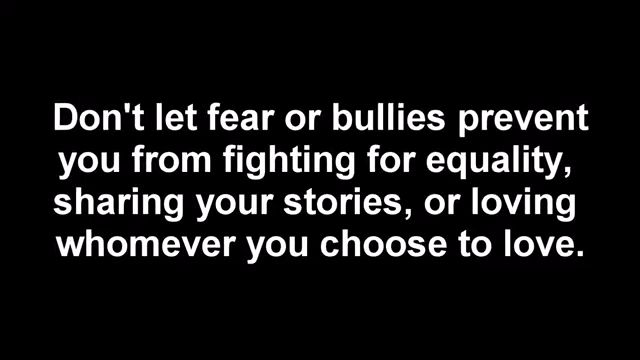 Don't let fear or bullies prevent
you from fighting for equality,
sharing your stories, or loving
whomever you choose to love.